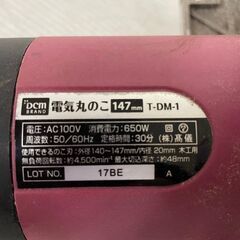 DCM BRAND 電気丸のこ 147mm T-DM-1
電圧:AC100V 消費電力:650W
周波数:50/60Hz 定格時間:30分 ㈱髙儀
使用できるのこ刃:外径140~147mm/内径20mm 木工用
無負荷回転数:約4,500min⁻¹ 最大切込深さ:約48mm
LOT NO. 17BE A